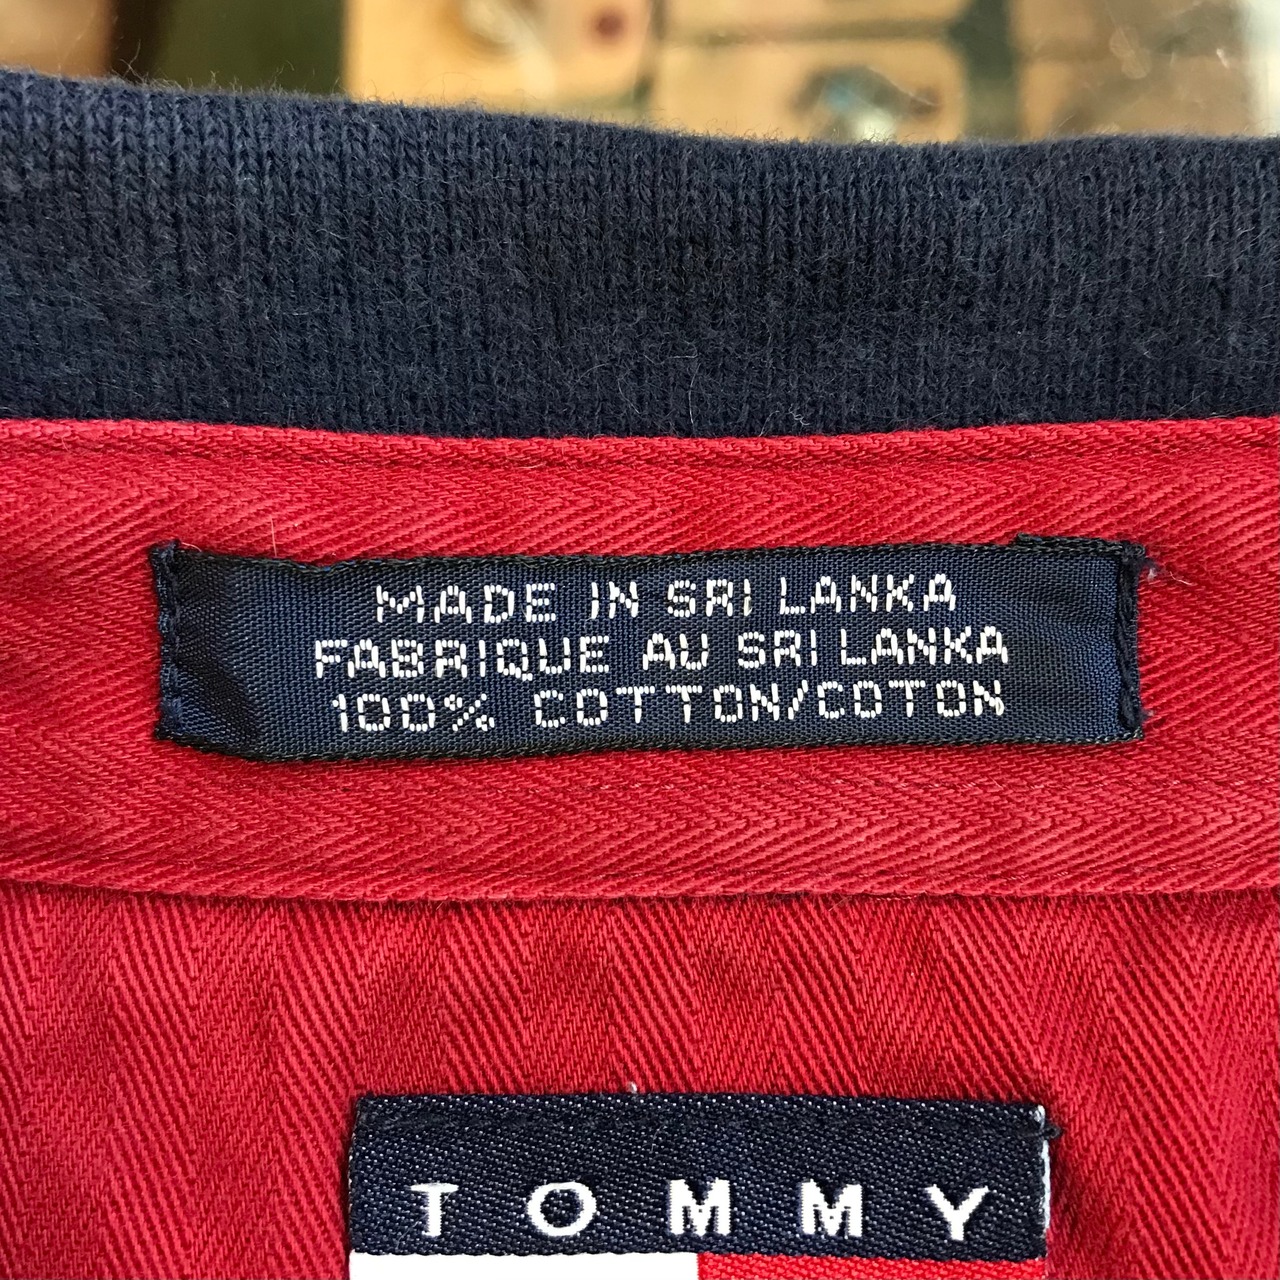 MADE IN SRI LANKA
FABRIQUE AU SRI LANKA
100% COTTON/COTON
TOMMY